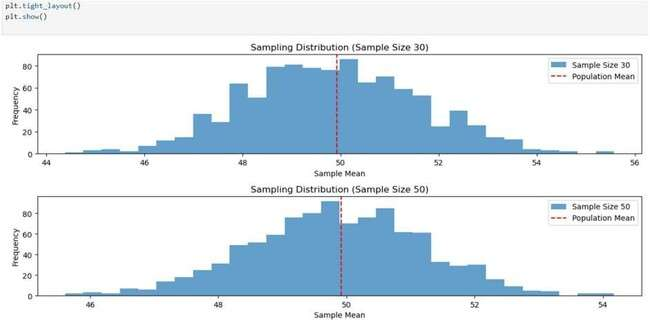 plt.tight_layout()
plt.show()
Sampling Distribution (Sample Size 30)
80
60
40
20
0
Frequency
Sample Size 30
Population Mean
44 46 48 50 52 54 56
Sample Mean
Sampling Distribution (Sample Size 50)
80
60
40
20
0
Frequency
Sample Size 50
Population Mean
46 48 50 52 54
Sample Mean